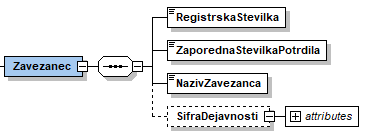 RegistrskaStevilka
ZaporednaStevilkaPotrdila
Zavezanec
NazivZavezanca
SifraDejavnosti
attributes